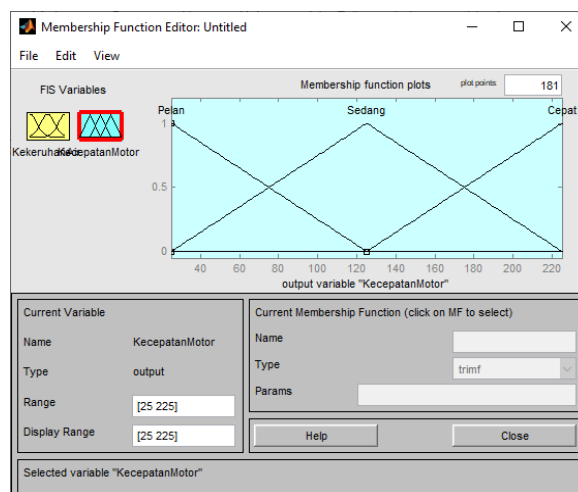 Membership Function Editor: Untitled
File Edit View
FIS Variables
Membership function plots
plot points:
181
Pelan Sedang Cepat
1
0.5
0
KecepatanMotor
40 60 80 100 120 140 160 180 200 220
output variable "KecepatanMotor"
Current Variable
Name KecepatanMotor
Type output
Range [25 225]
Display Range [25 225]
Current Membership Function (click on MF to select)
Name
Type trimf
Params
Help Close
Selected variable "KecepatanMotor"